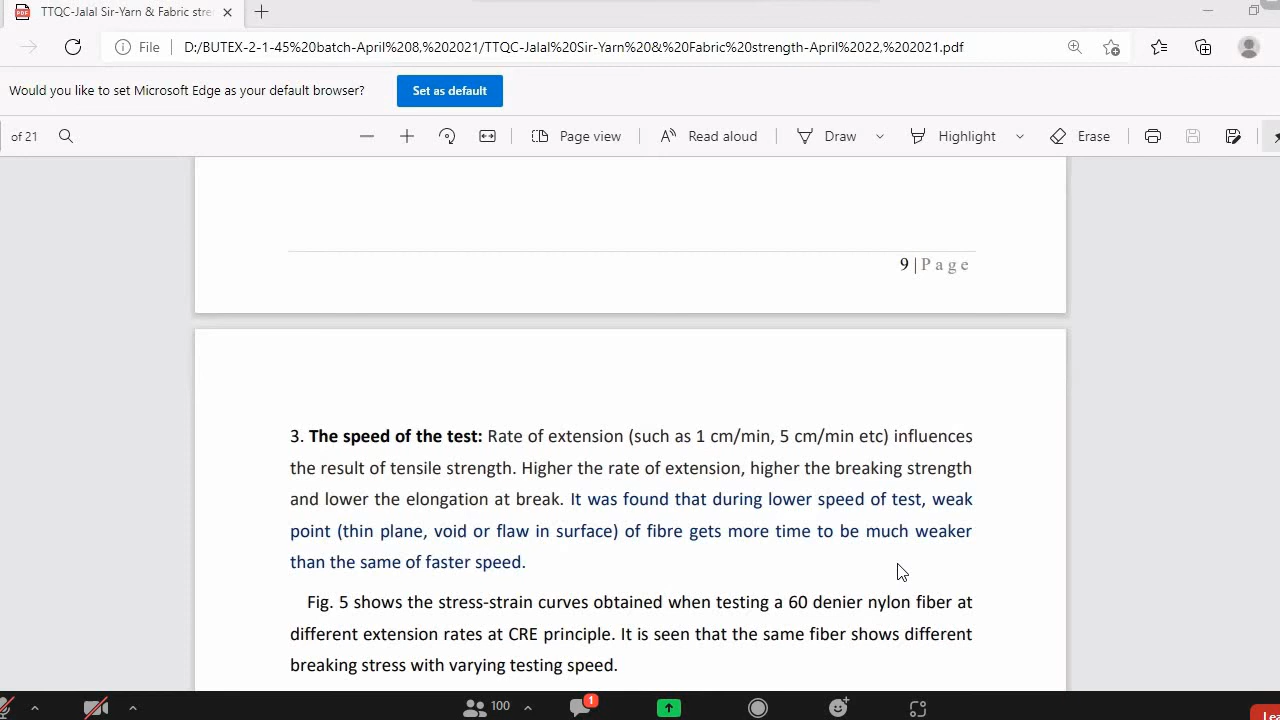 TTQC-Jalal Sir-Yarn & Fabric stre
File D:/BUTEX-2-1-45%20batch-April%208,%202021/TTQC-Jalal%20Sir-Yarn%20&%20Fabric%20strength-April%2022,%202021.pdf
Would you like to set Microsoft Edge as your default browser? Set as default
of 21 Page view Read aloud Draw Highlight Erase
9 | Page
3. The speed of the test: Rate of extension (such as 1 cm/min, 5 cm/min etc) influences
the result of tensile strength. Higher the rate of extension, higher the breaking strength
and lower the elongation at break. It was found that during lower speed of test, weak
point (thin plane, void or flaw in surface) of fibre gets more time to be much weaker
than the same of faster speed.
Fig. 5 shows the stress-strain curves obtained when testing a 60 denier nylon fiber at
different extension rates at CRE principle. It is seen that the same fiber shows different
breaking stress with varying testing speed.
100 1